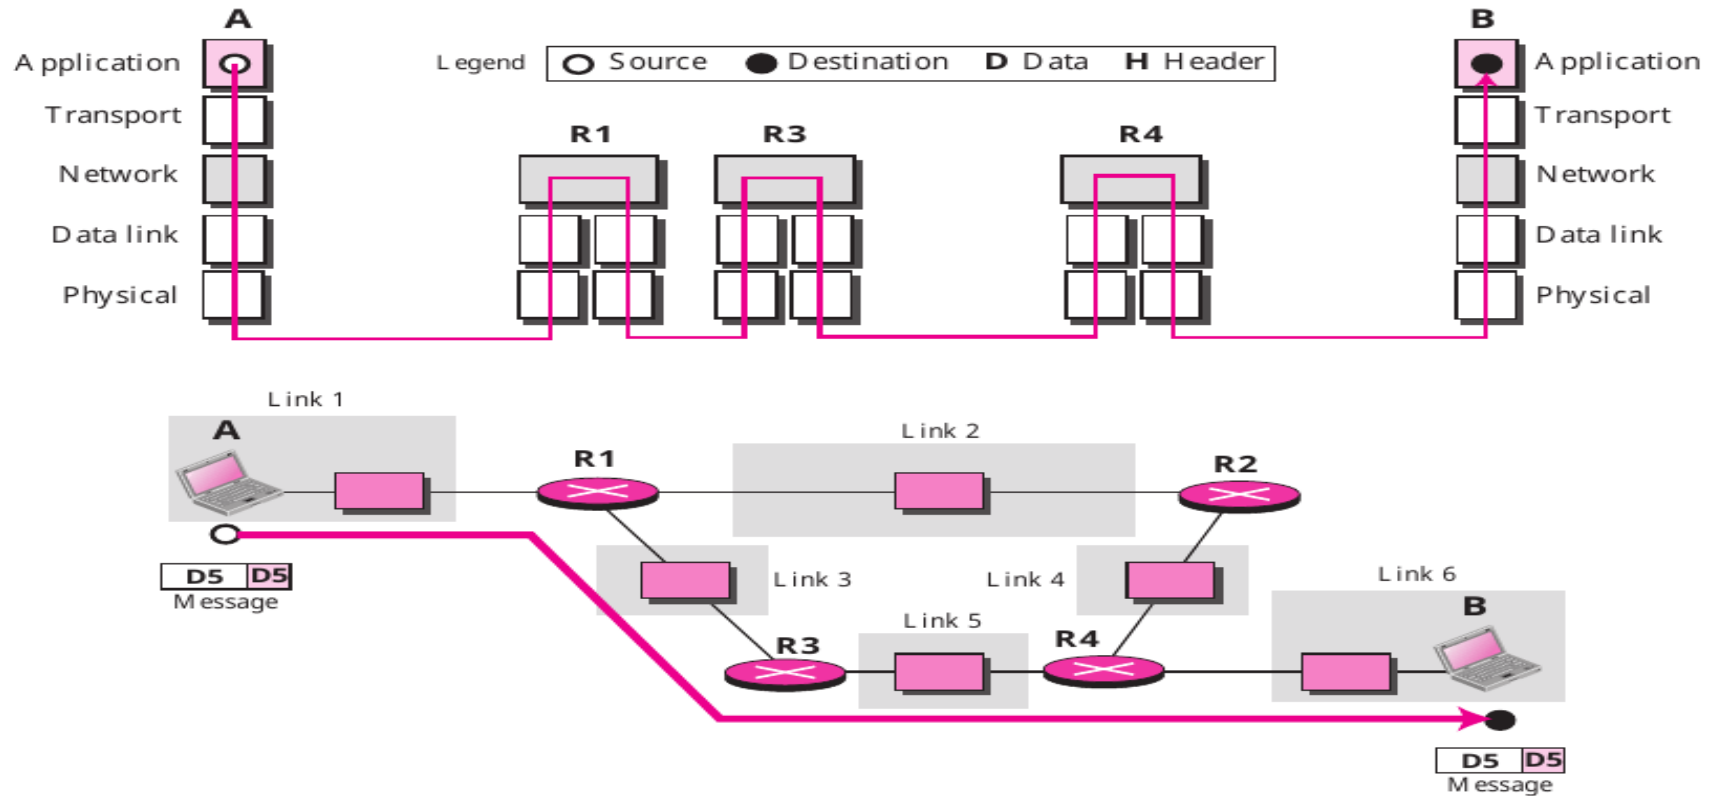 A
B
Application
Legend
Source
Destination
D Data
H Header
Application
Transport
Transport
R1
R3
R4
Network
Network
Data link
Data link
Physical
Physical
Link 1
A
Link 2
R1
R2
Link 3
Link 4
Link 6
D5 D5
Message
B
Link 5
R3
R4
D5 D5
Message